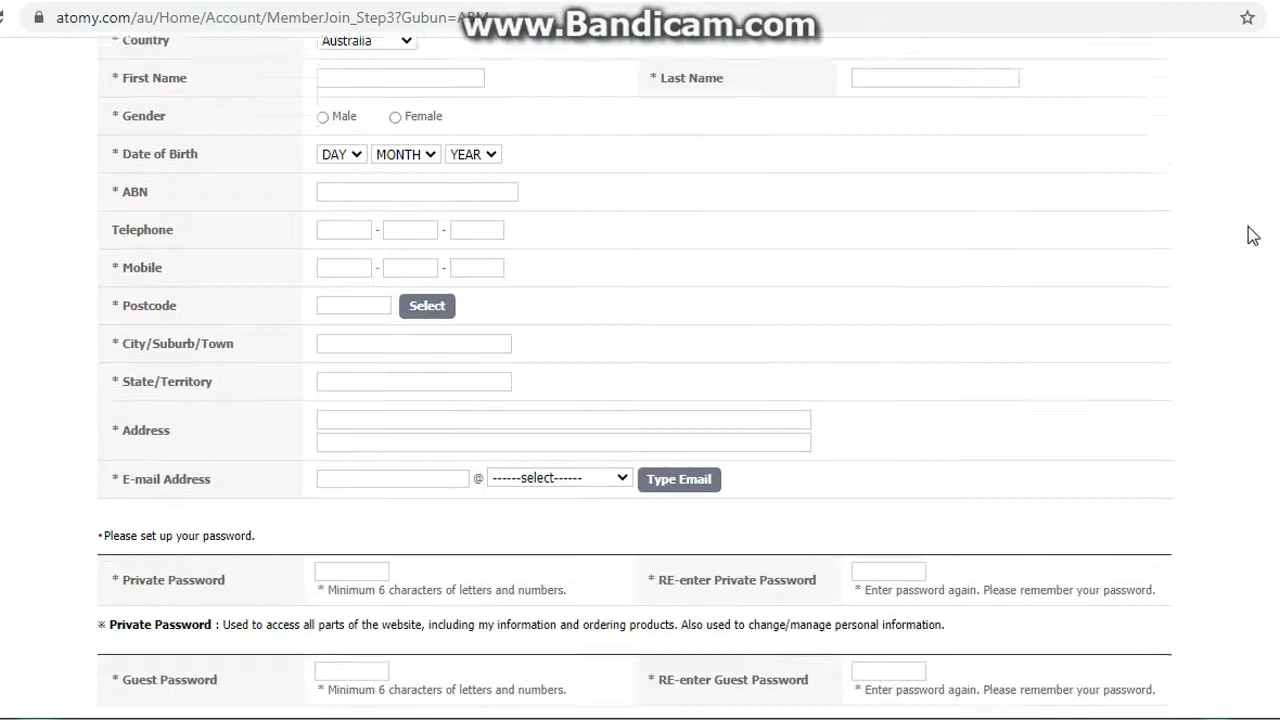 atomy.com/au/Home/Account/MemberJoin_Step3?Gubun=ABM
www.Bandicam.com
* Country Australia
* First Name * Last Name
* Gender Male Female
* Date of Birth DAY MONTH YEAR
* ABN
Telephone - -
* Mobile - -
* Postcode Select
* City/Suburb/Town
* State/Territory
* Address
* E-mail Address @ ------select------ Type Email
•Please set up your password.
* Private Password * RE-enter Private Password
* Minimum 6 characters of letters and numbers. * Enter password again. Please remember your password.
※ Private Password : Used to access all parts of the website, including my information and ordering products. Also used to change/manage personal information.
* Guest Password * RE-enter Guest Password
* Minimum 6 characters of letters and numbers. * Enter password again. Please remember your password.